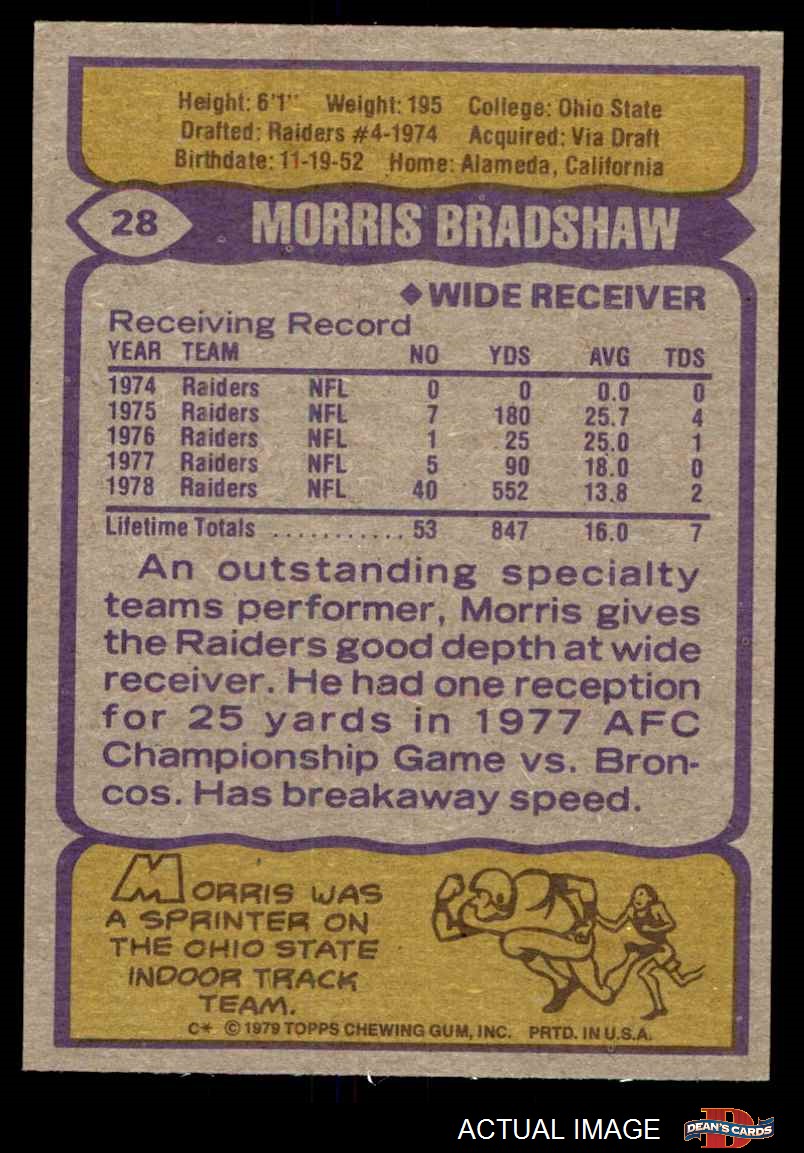 Height: 6'1" Weight: 195 College: Ohio State
Drafted: Raiders #4-1974 Acquired: Via Draft
Birthdate: 11-19-52 Home: Alameda, California
28 MORRIS BRADSHAW
◆WIDE RECEIVER
Receiving Record
YEAR TEAM NO YDS AVG TDS
1974 Raiders NFL 0 0 0.0 0
1975 Raiders NFL 7 180 25.7 4
1976 Raiders NFL 1 25 25.0 1
1977 Raiders NFL 5 90 18.0 0
1978 Raiders NFL 40 552 13.8 2
Lifetime Totals ........... 53 847 16.0 7
An outstanding specialty
teams performer, Morris gives
the Raiders good depth at wide
receiver. He had one reception
for 25 yards in 1977 AFC
Championship Game vs. Bron-
cos. Has breakaway speed.
MORRIS WAS
A SPRINTER ON
THE OHIO STATE
INDOOR TRACK
TEAM.
C* © 1979 TOPPS CHEWING GUM, INC. PRTD. IN U.S.A.
ACTUAL IMAGE D DEAN'S CARDS